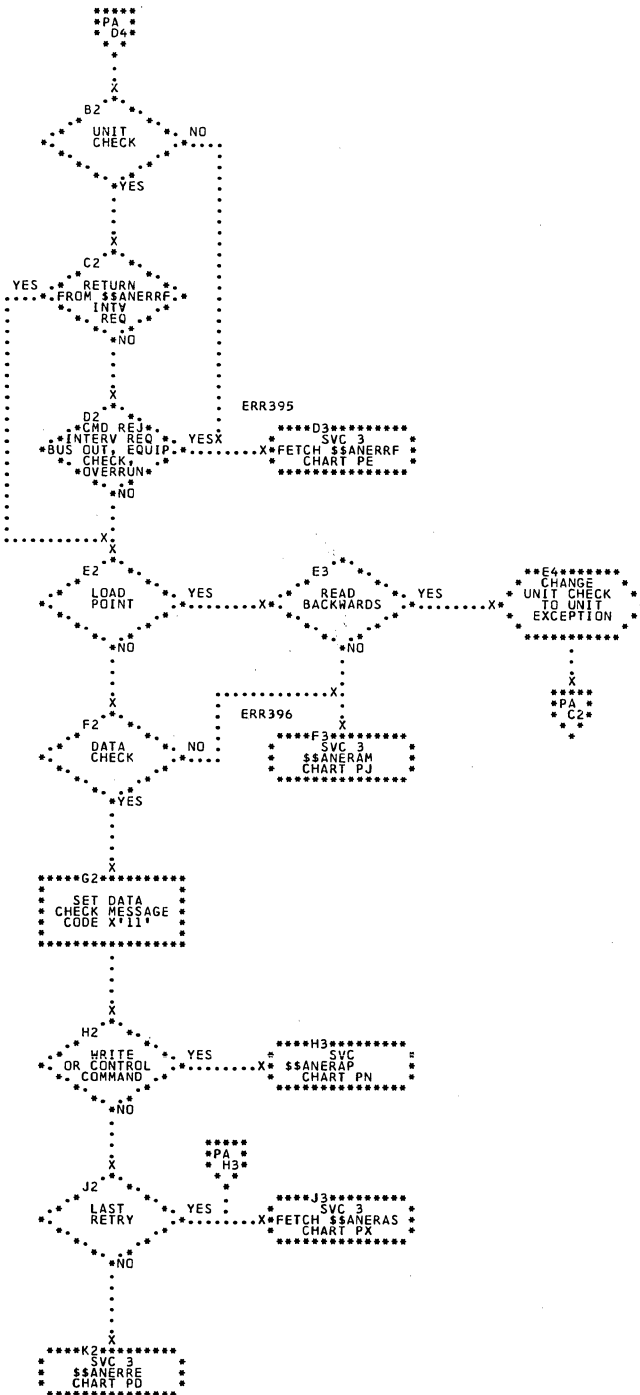 PA
D4
B2
UNIT
CHECK
NO
YES
C2
YES
RETURN
FROM $$ANERRF
INTV
REQ
NO
ERR395
D2
CMD REJ
INTERV REQ
BUS OUT, EQUIP
CHECK,
OVERRUN
YES
NO
D3
SVC 3
FETCH $$ANERRF
CHART PE
E2
LOAD
POINT
YES
NO
E3
READ
BACKWARDS
YES
NO
E4
CHANGE
UNIT CHECK
TO UNIT
EXCEPTION
PA
C2
ERR396
F2
DATA
CHECK
NO
YES
F3
SVC 3
$$ANERAM
CHART PJ
G2
SET DATA
CHECK MESSAGE
CODE X'11'
H2
WRITE
OR CONTROL
COMMAND
YES
NO
H3
SVC
$$ANERAP
CHART PN
PA
H3
J2
LAST
RETRY
YES
NO
J3
SVC 3
FETCH $$ANERAS
CHART PX
K2
SVC 3
$$ANERRE
CHART PD